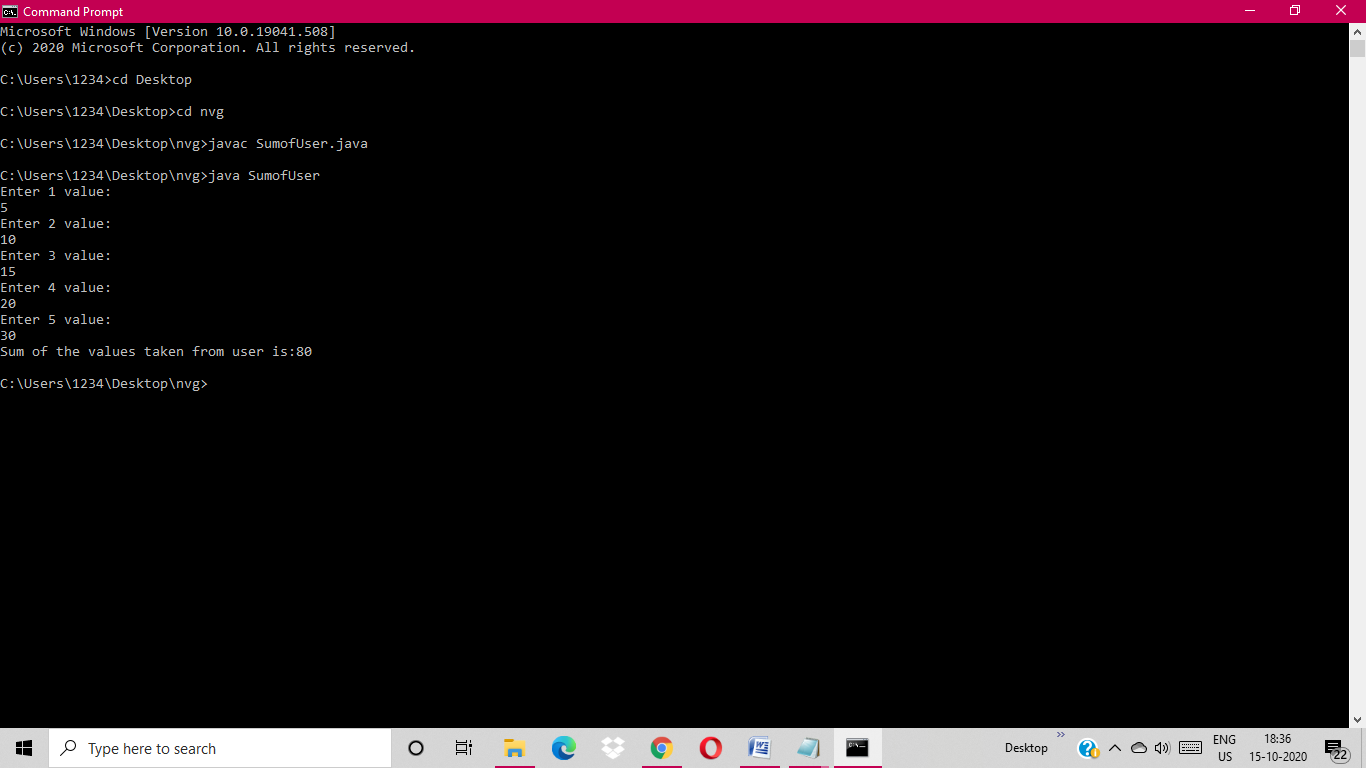 Command Prompt
Microsoft Windows [Version 10.0.19041.508]
(c) 2020 Microsoft Corporation. All rights reserved.
C:\Users\1234>cd Desktop
C:\Users\1234\Desktop>cd nvg
C:\Users\1234\Desktop\nvg>javac SumofUser.java
C:\Users\1234\Desktop\nvg>java SumofUser
Enter 1 value:
5
Enter 2 value:
10
Enter 3 value:
15
Enter 4 value:
20
Enter 5 value:
30
Sum of the values taken from user is:80
C:\Users\1234\Desktop\nvg>
Type here to search
Desktop
ENG
US
18:36
15-10-2020
22